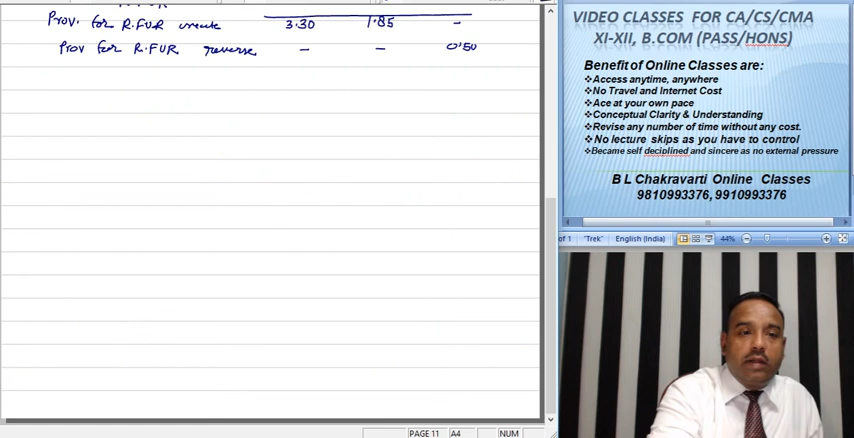 Prov. for R.FUR create 3.30 1.85 -
Prov for R.FUR reverse - - 0.50
PAGE 11 A4 NUM
VIDEO CLASSES FOR CA/CS/CMA
XI-XII, B.COM (PASS/HONS)
Benefit of Online Classes are:
❖Access anytime, anywhere
❖No Travel and Internet Cost
❖Ace at your own pace
❖Conceptual Clarity & Understanding
❖Revise any number of time without any cost.
❖No lecture skips as you have to control
❖Became self deciplined and sincere as no external pressure
B L Chakravarti Online Classes
9810993376, 9910993376
of 1 "Trek" English (India) 44%